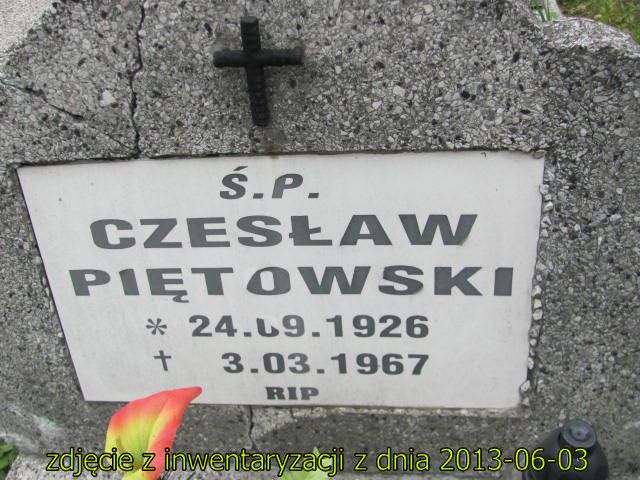 Ś.P.
CZESŁAW
PIĘTOWSKI
* 24.09.1926
† 3.03.1967
RIP
zdjęcie z inwentaryzacji z dnia 2013-06-03